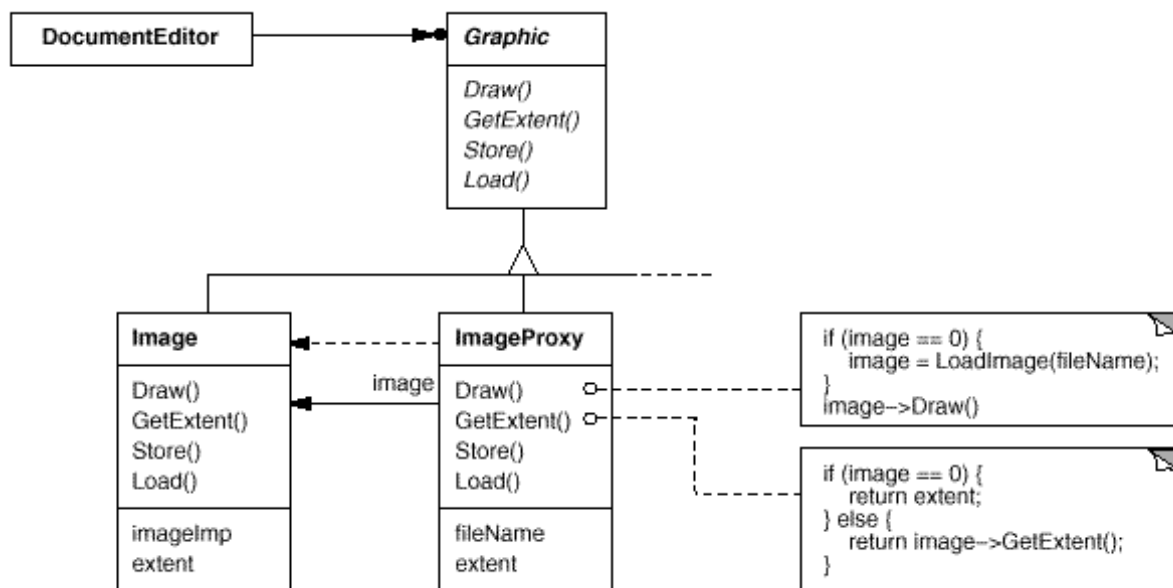 DocumentEditor
Graphic
Draw()
GetExtent()
Store()
Load()
Image
Draw()
GetExtent()
Store()
Load()
imageImp
extent
image
ImageProxy
Draw()
GetExtent()
Store()
Load()
fileName
extent
if (image == 0) {
image = LoadImage(fileName);
}
image->Draw()
if (image == 0) {
return extent;
} else {
return image->GetExtent();
}